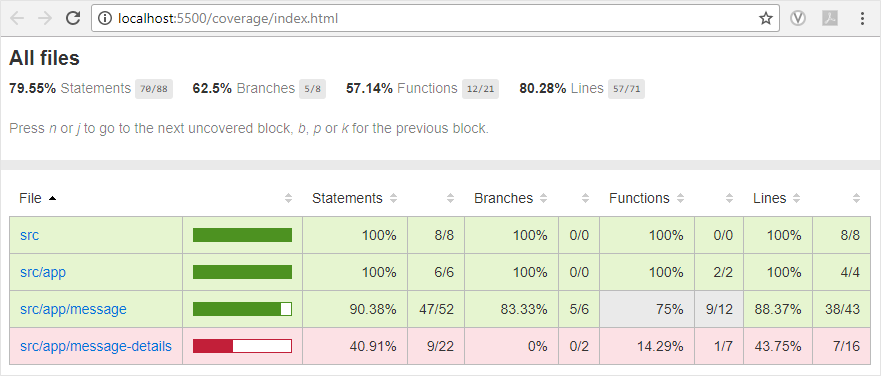 localhost:5500/coverage/index.html
All files
79.55% Statements 70/88 62.5% Branches 5/8 57.14% Functions 12/21 80.28% Lines 57/71
Press n or j to go to the next uncovered block, b, p or k for the previous block.
File Statements Branches Functions Lines
src 100% 8/8 100% 0/0 100% 0/0 100% 8/8
src/app 100% 6/6 100% 0/0 100% 2/2 100% 4/4
src/app/message 90.38% 47/52 83.33% 5/6 75% 9/12 88.37% 38/43
src/app/message-details 40.91% 9/22 0% 0/2 14.29% 1/7 43.75% 7/16